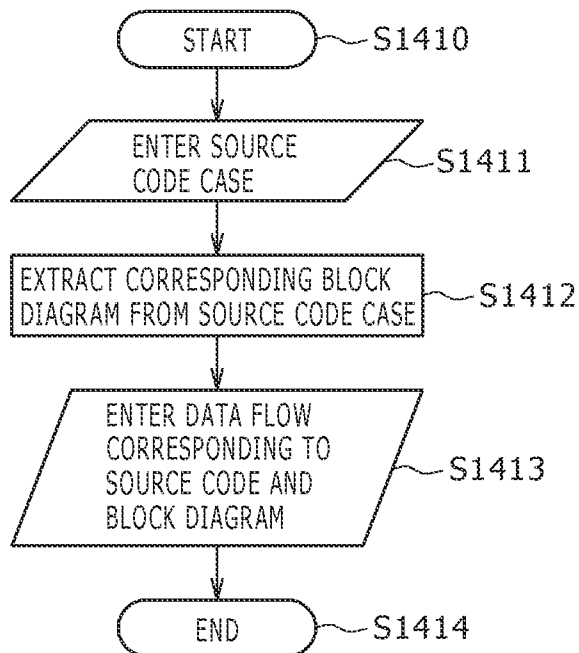 START
S1410
ENTER SOURCE
CODE CASE
S1411
EXTRACT CORRESPONDING BLOCK
DIAGRAM FROM SOURCE CODE CASE
S1412
ENTER DATA FLOW
CORRESPONDING TO
SOURCE CODE AND
BLOCK DIAGRAM
S1413
END
S1414